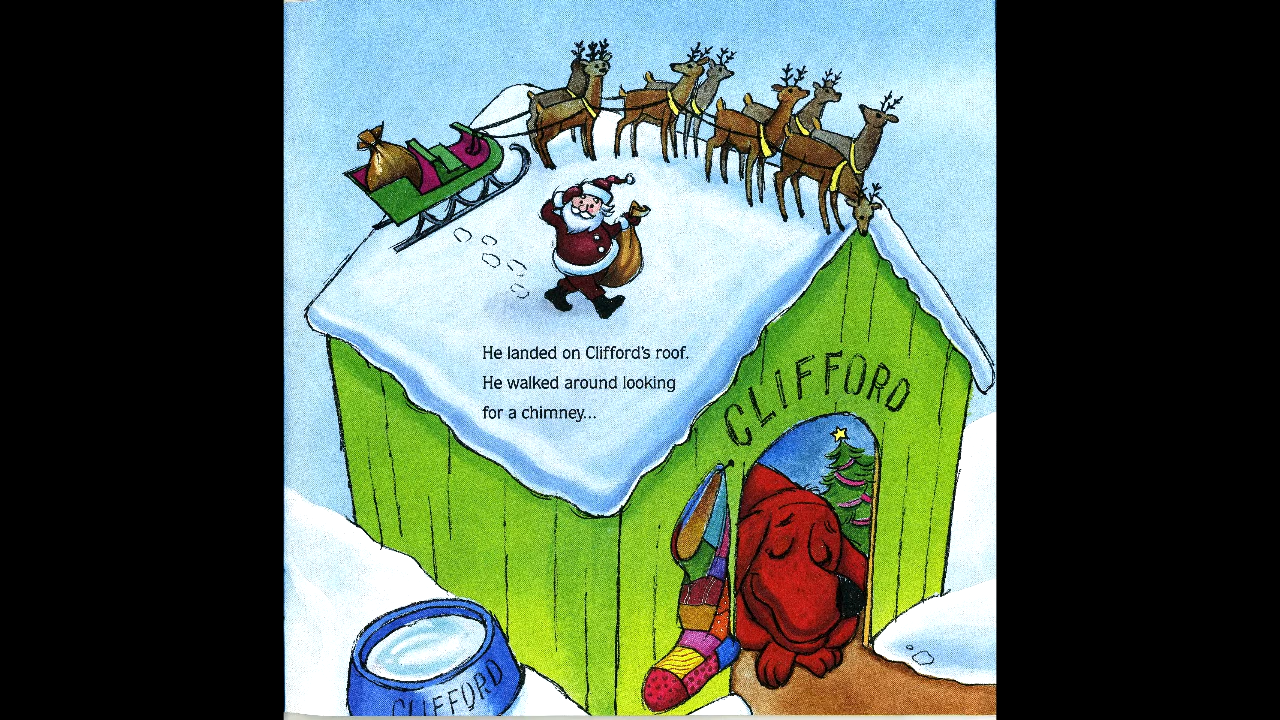 He landed on Clifford's roof.
He walked around looking
for a chimney...
CLIFFORD
CLIFFORD